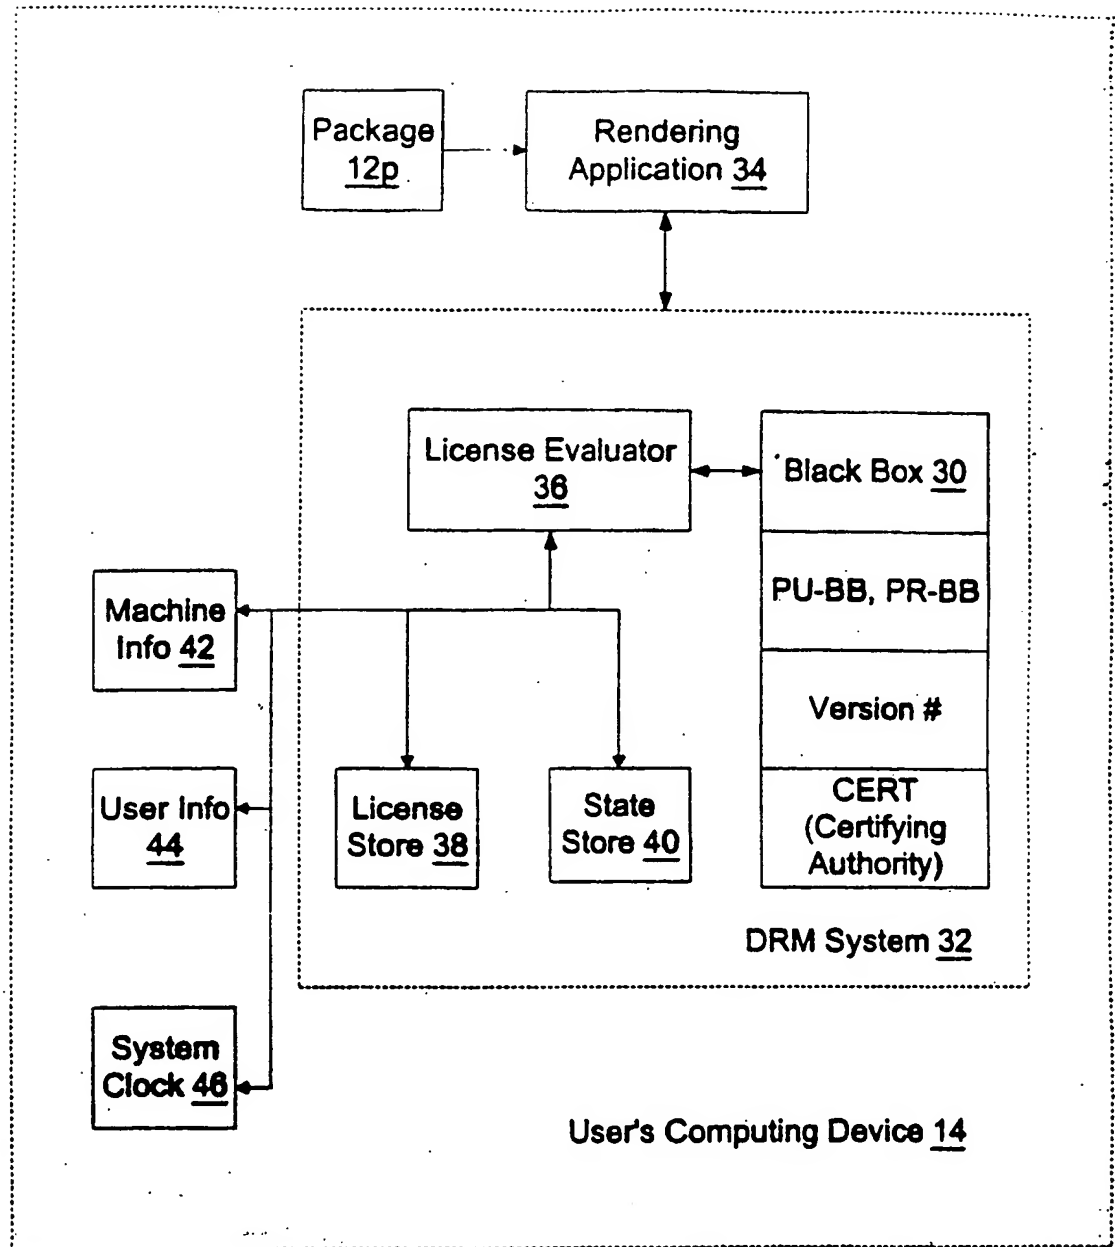 Package
12p
Rendering
Application 34
License Evaluator
36
Black Box 30
PU-BB, PR-BB
Version #
CERT
(Certifying
Authority)
Machine
Info 42
User Info
44
License
Store 38
State
Store 40
DRM System 32
System
Clock 46
User's Computing Device 14